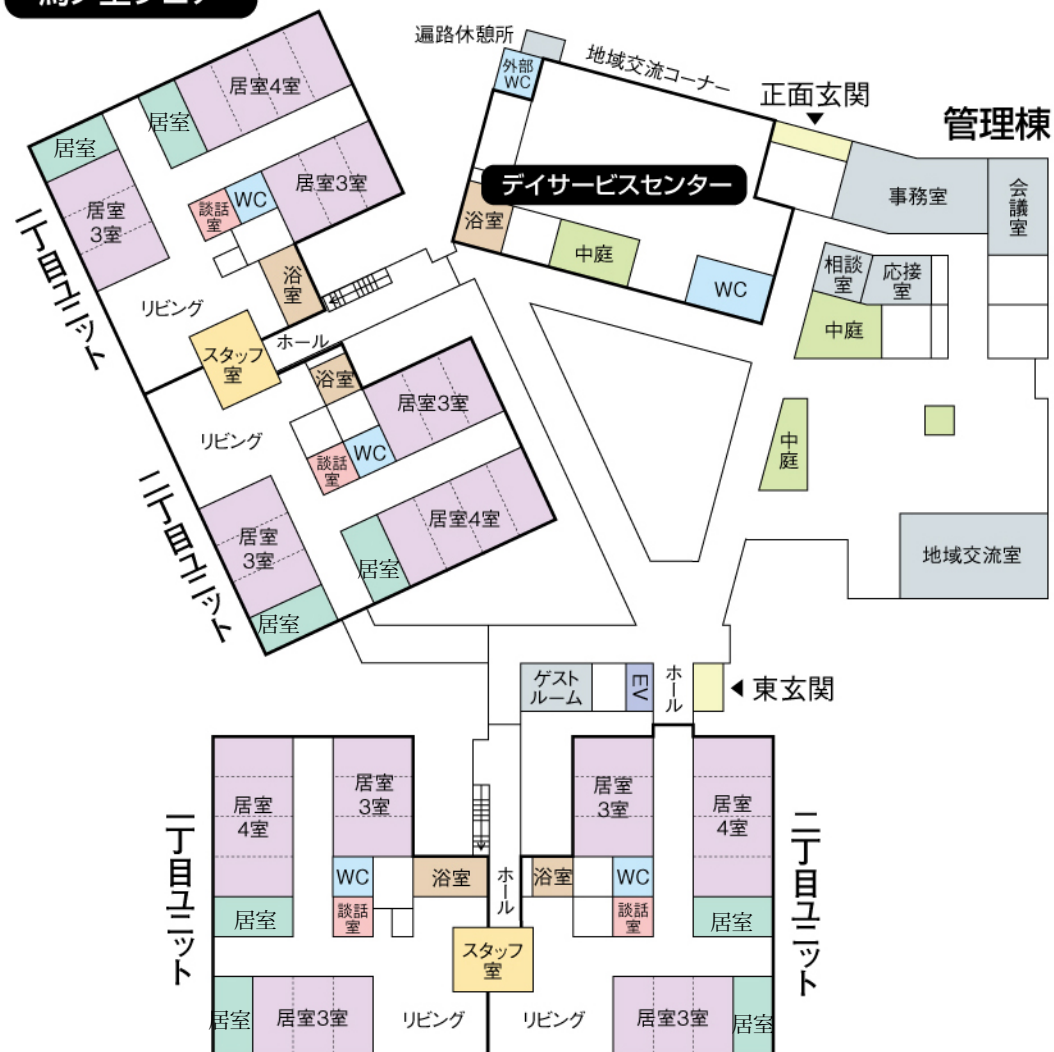 遍路休憩所
外部
WC
地域交流コーナー
正面玄関
管理棟
居室4室
居室
居室
居室
3室
居室3室
WC
談話
室
浴
室
リビング
一丁目ユニット
スタッフ
室
ホール
デイサービスセンター
浴室
中庭
WC
事務室
会
議
室
相談
室
応接
室
中庭
中
庭
地域交流室
浴室
居室3室
リビング
WC
談話
室
居室4室
居室
居室
3室
居室
二丁目ユニット
ゲスト
ルーム
EV
ホ
ー
ル
東玄関
居室
4室
居室
3室
居室
3室
居室
4室
一丁目ユニット
WC
浴室
ホ
ー
ル
浴室
WC
二丁目ユニット
居室
談話
室
談話
室
居室
スタッフ
室
居室
居室3室
リビング
リビング
居室3室
居室